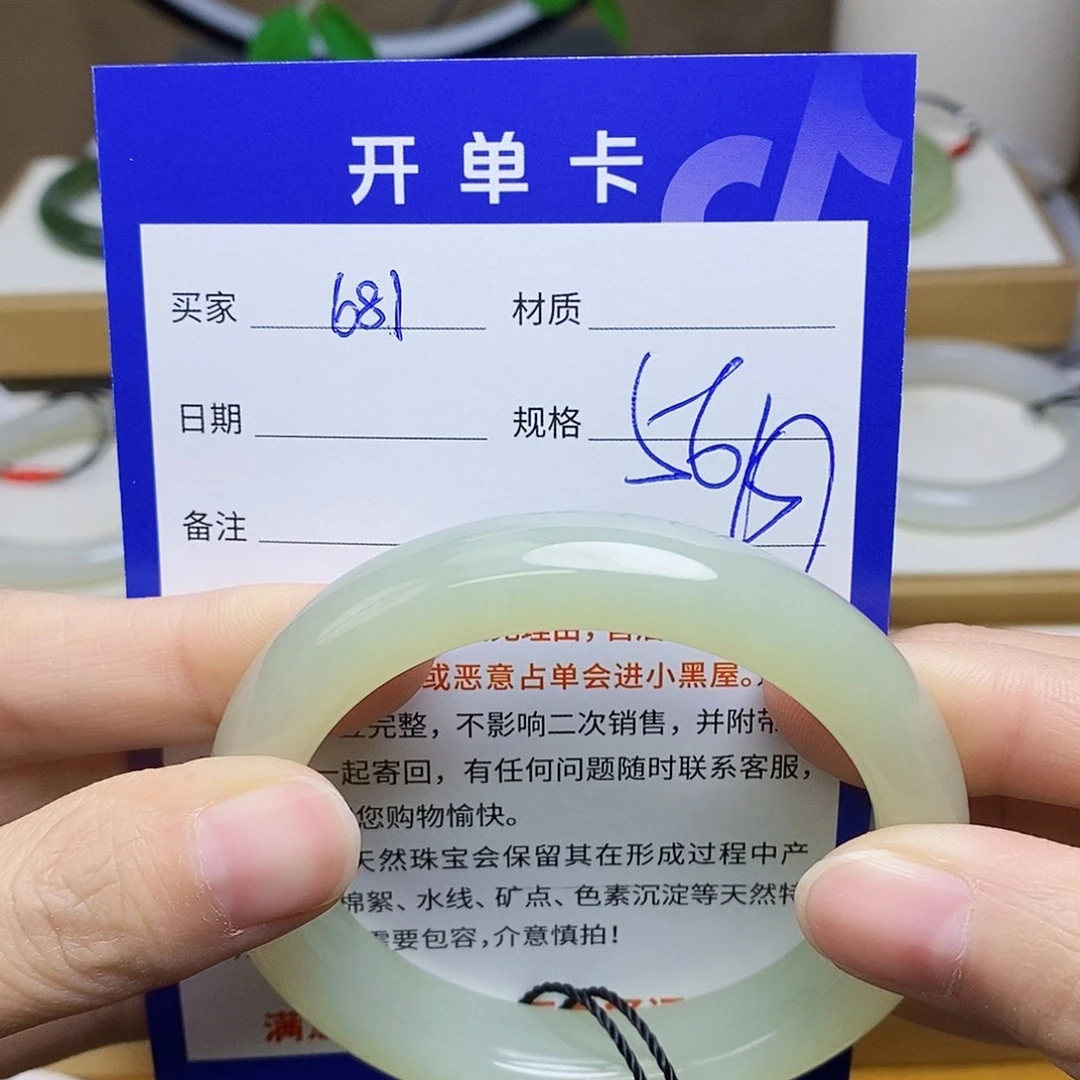 开单卡
买家 681 材质
日期 规格 56
备注
或恶意占单会进小黑屋。
完整，不影响二次销售，并附带
一起寄回，有任何问题随时联系客服，
您购物愉快。
天然珠宝会保留其在形成过程中产
棉絮、水线、矿点、色素沉淀等天然特
需要包容，介意慎拍！
满